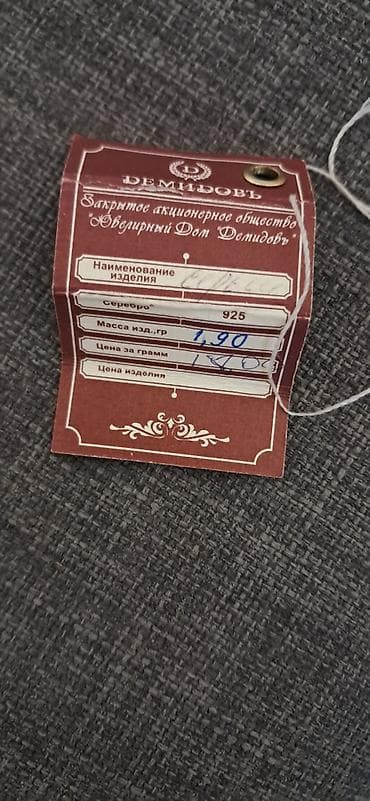 D
ДЕМИДОВЪ
Закрытое акционерное общество
"Ювелирный Дом "Демидовъ"
Наименование изделия
Серебро 925
Масса изд.,гр 1,90
Цена за грамм
Цена изделия